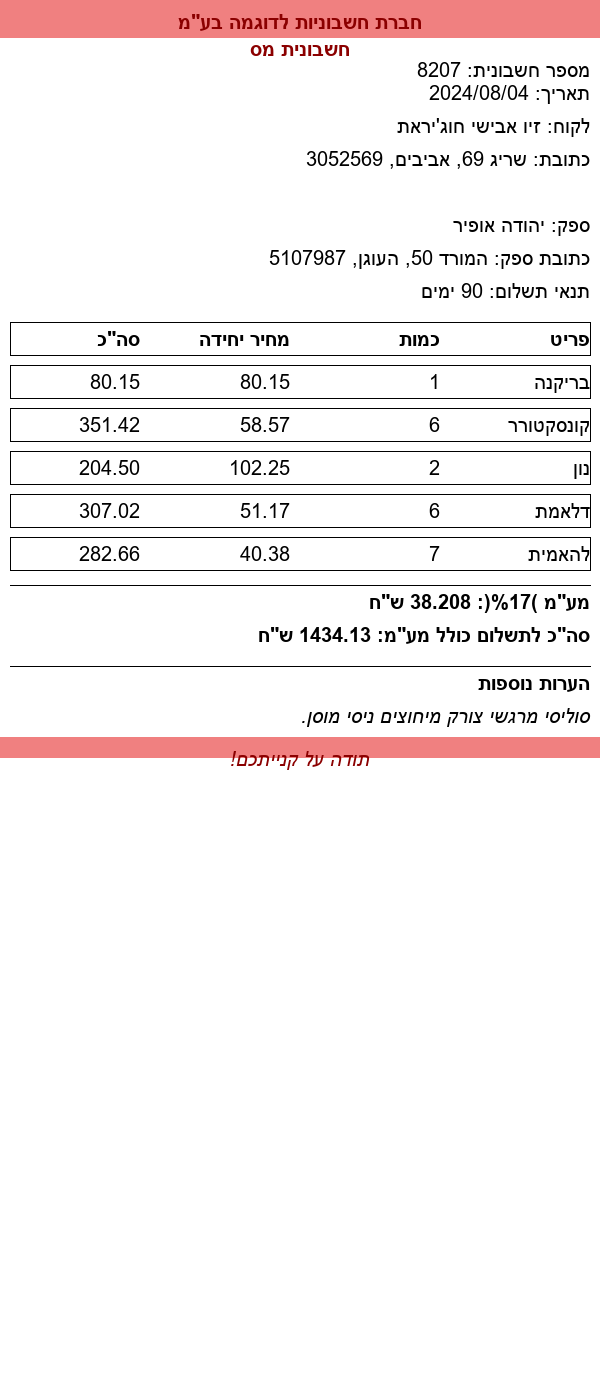 חברת חשבוניות לדוגמה בע"מ
חשבונית מס
מספר חשבונית: 8207
תאריך: 2024/08/04
לקוח: זיו אבישי חוג'יראת
כתובת: שריג 69, אביבים, 3052569
ספק: יהודה אופיר
כתובת ספק: המורד 50, העוגן, 5107987
תנאי תשלום: 90 ימים
פריט כמות מחיר יחידה סה"כ
בריקנה 1 80.15 80.15
קונסקטורר 6 58.57 351.42
נון 2 102.25 204.50
דלאמת 6 51.17 307.02
להאמית 7 40.38 282.66
מע"מ )17%(: 38.208 ש"ח
סה"כ לתשלום כולל מע"מ: 1434.13 ש"ח
הערות נוספות
סוליסי מרגשי צורק מיחוצים ניסי מוסן.
תודה על קנייתכם!